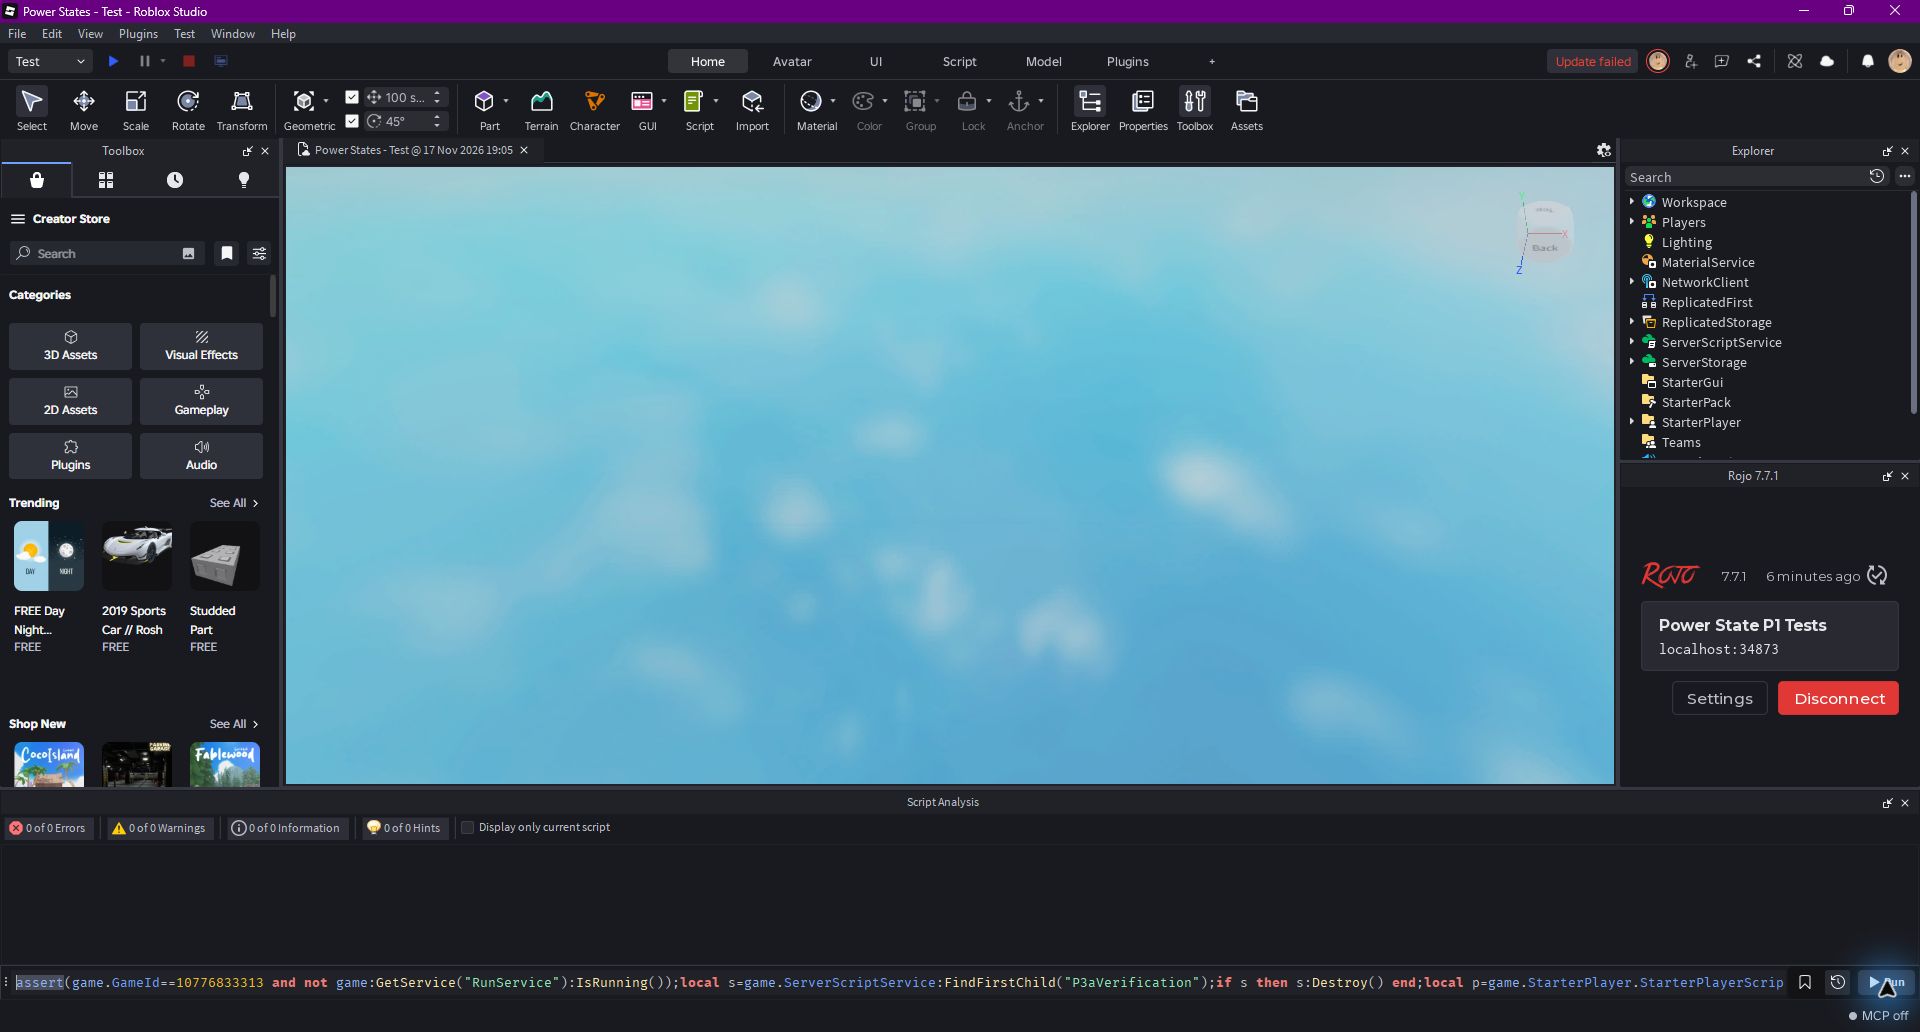 Power States - Test - Roblox Studio
File Edit View Plugins Test Window Help
Test
Home Avatar UI Script Model Plugins +
Update failed
100 s...
45°
Select Move Scale Rotate Transform Geometric Part Terrain Character GUI Script Import Material Color Group Lock Anchor Explorer Properties Toolbox Assets
Toolbox
Power States - Test @ 17 Nov 2026 19:05
Creator Store
Search
Categories
3D Assets
Visual Effects
2D Assets
Gameplay
Plugins
Audio
Trending See All
DAY NIGHT
FREE Day Night...
FREE
2019 Sports Car // Rosh
FREE
Studded Part
FREE
Shop New See All
CocoIsland
Fablewood
Y
X
Back
Z
Explorer
Search
Workspace
Players
Lighting
MaterialService
NetworkClient
ReplicatedFirst
ReplicatedStorage
ServerScriptService
ServerStorage
StarterGui
StarterPack
StarterPlayer
Teams
Rojo 7.7.1
ROJO 7.7.1 6 minutes ago
Power State P1 Tests
localhost:34873
Settings Disconnect
Script Analysis
0 of 0 Errors 0 of 0 Warnings 0 of 0 Information 0 of 0 Hints Display only current script
assert(game.GameId==10776833313 and not game:GetService("RunService"):IsRunning());local s=game.ServerScriptService:FindFirstChild("P3aVerification");if s then s:Destroy() end;local p=game.StarterPlayer.StarterPlayerScrip
MCP off